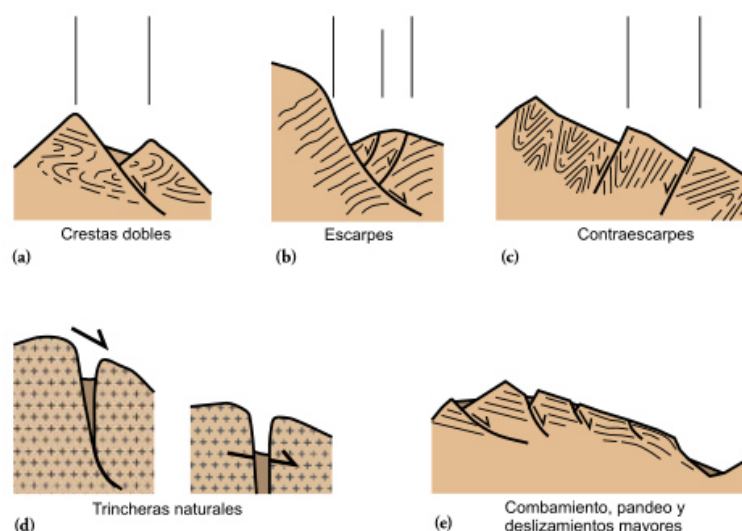 Crestas dobles
(a)
Escarpes
(b)
Contraescarpes
(c)
Trincheras naturales
(d)
Combamiento, pandeo y
deslizamientos mayores
(e)